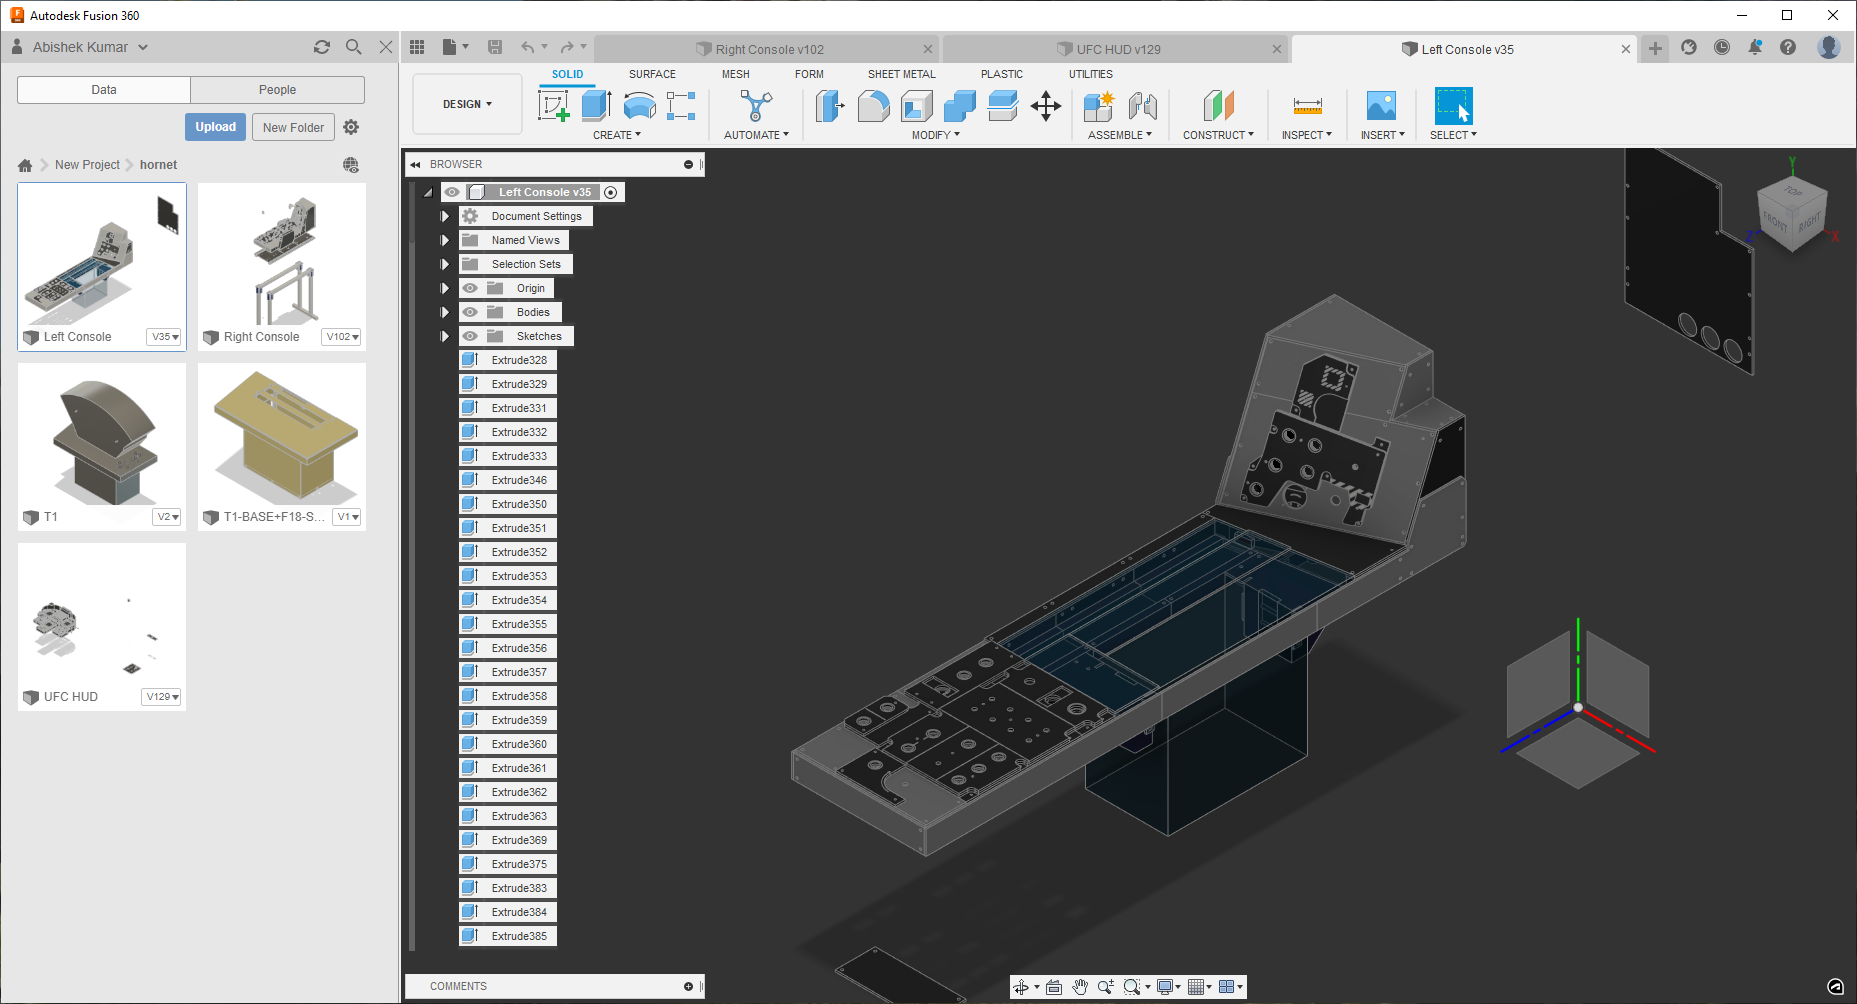 Autodesk Fusion 360
Abishek Kumar
Right Console v102
UFC HUD v129
Left Console v35
Data
People
Upload
New Folder
New Project
hornet
Left Console
V35
Right Console
V102
T1
V2
T1-BASE+F18-S...
V1
UFC HUD
V129
DESIGN
SOLID
SURFACE
MESH
FORM
SHEET METAL
PLASTIC
UTILITIES
CREATE
AUTOMATE
MODIFY
ASSEMBLE
CONSTRUCT
INSPECT
INSERT
SELECT
BROWSER
Left Console v35
Document Settings
Named Views
Selection Sets
Origin
Bodies
Sketches
Extrude328
Extrude329
Extrude331
Extrude332
Extrude333
Extrude346
Extrude350
Extrude351
Extrude352
Extrude353
Extrude354
Extrude355
Extrude356
Extrude357
Extrude358
Extrude359
Extrude360
Extrude361
Extrude362
Extrude363
Extrude369
Extrude375
Extrude383
Extrude384
Extrude385
Y
TOP
FRONT
RIGHT
Z
X
COMMENTS